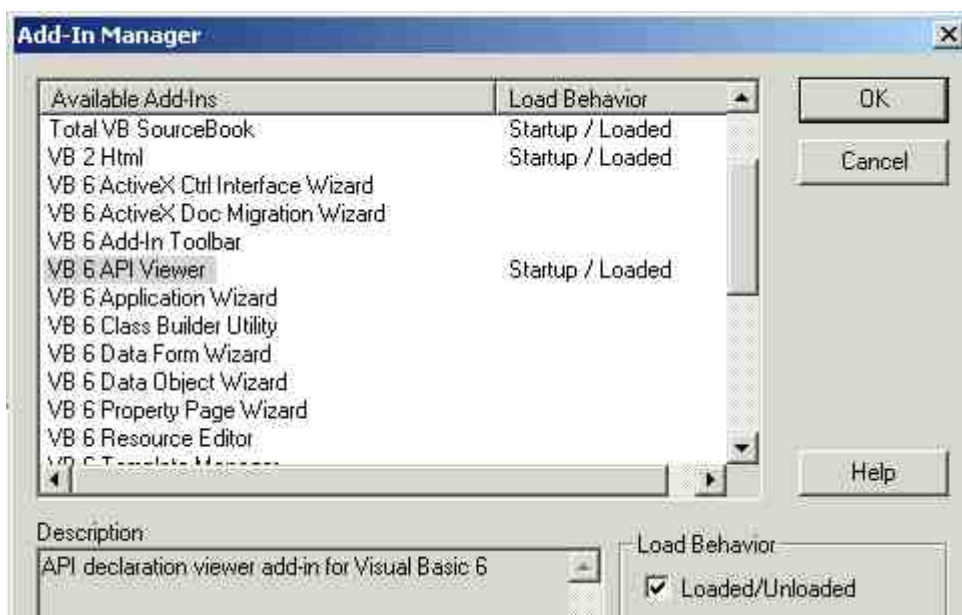 Add-In Manager
Available Add-Ins Load Behavior
Total VB SourceBook Startup / Loaded
VB 2 Html Startup / Loaded
VB 6 ActiveX Ctrl Interface Wizard
VB 6 ActiveX Doc Migration Wizard
VB 6 Add-In Toolbar
VB 6 API Viewer Startup / Loaded
VB 6 Application Wizard
VB 6 Class Builder Utility
VB 6 Data Form Wizard
VB 6 Data Object Wizard
VB 6 Property Page Wizard
VB 6 Resource Editor
VB 6 Template Manager
OK
Cancel
Help
Description
API declaration viewer add-in for Visual Basic 6
Load Behavior
Loaded/Unloaded